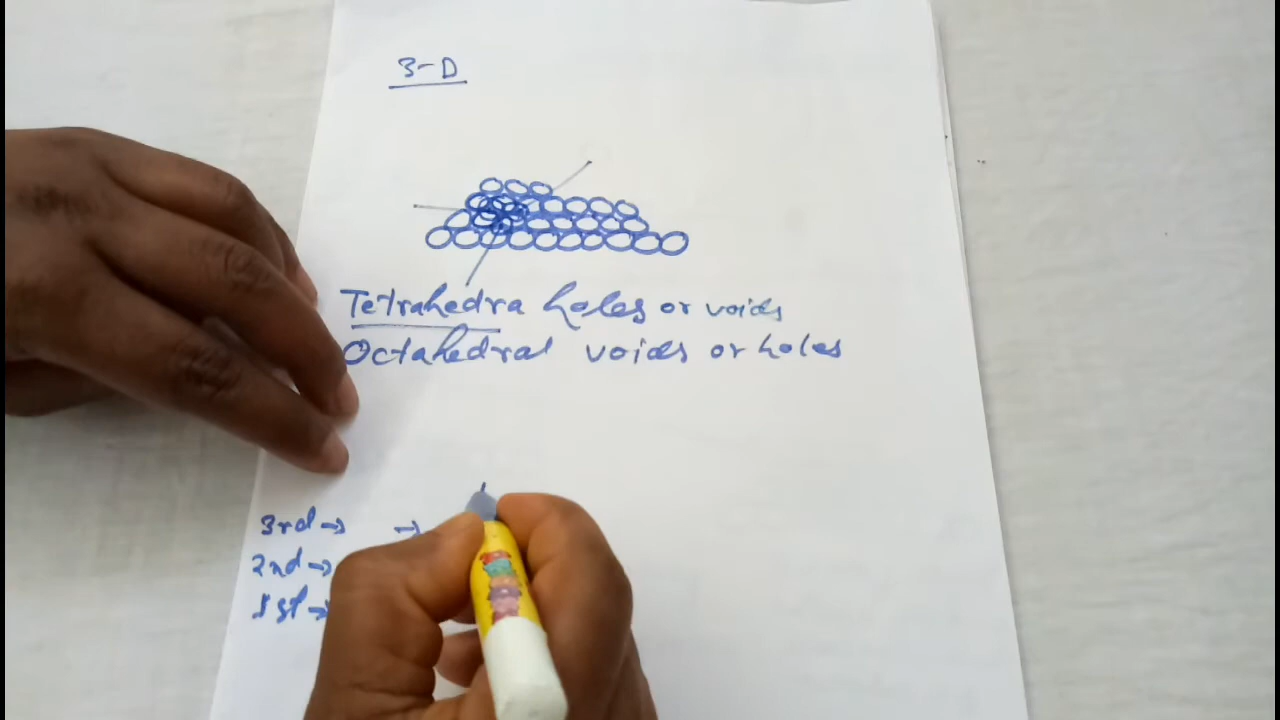 3-D
Tetrahedra holes or voids
Octahedral voids or holes
3rd → →
2nd →
1st →